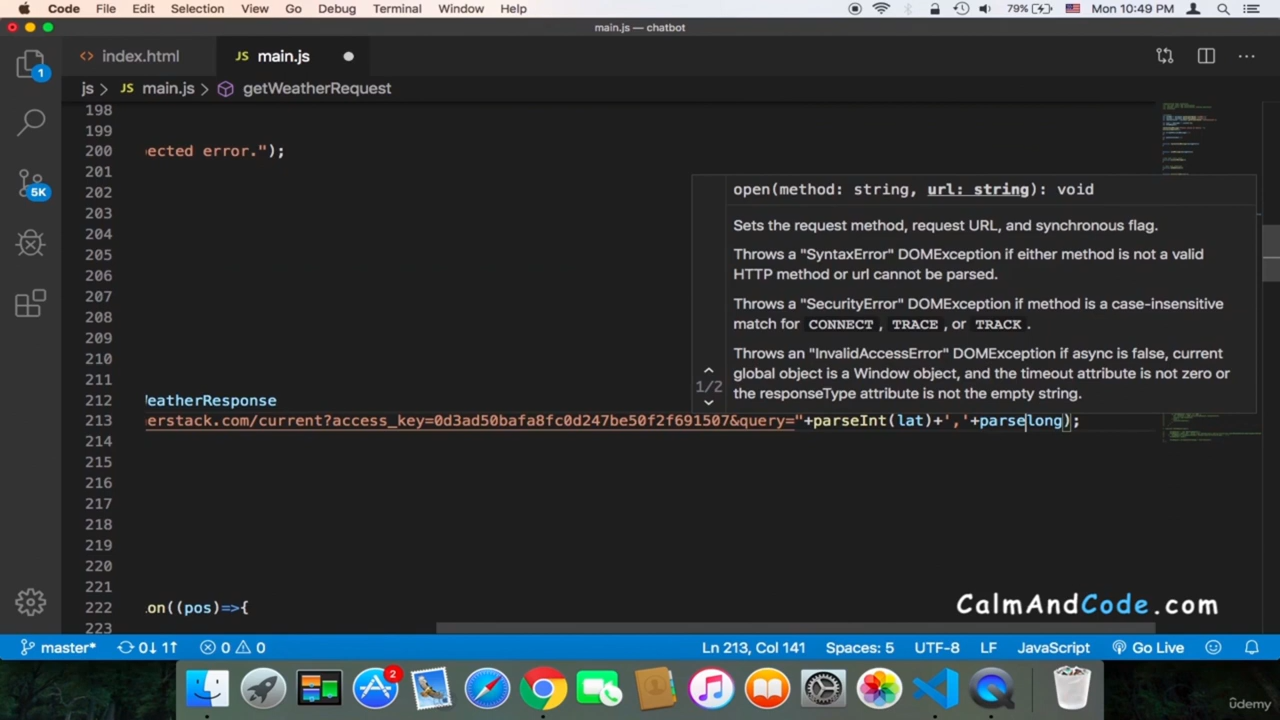 Code File Edit Selection View Go Debug Terminal Window Help 79% Mon 10:49 PM
main.js — chatbot
index.html JS main.js
js > JS main.js > getWeatherRequest
198
199
200 ected error.");
201
202
203
204
205
206
207
208
209
210
211
212 WeatherResponse
213 erstack.com/current?access_key=0d3ad50bafa8fc0d247be50f2f691507&query="+parseInt(lat)+','+parselong);
214
215
216
217
218
219
220
221
222 on((pos)=>{
223
open(method: string, url: string): void
Sets the request method, request URL, and synchronous flag.
Throws a "SyntaxError" DOMException if either method is not a valid
HTTP method or url cannot be parsed.
Throws a "SecurityError" DOMException if method is a case-insensitive
match for CONNECT , TRACE , or TRACK .
Throws an "InvalidAccessError" DOMException if async is false, current
global object is a Window object, and the timeout attribute is not zero or
the responseType attribute is not the empty string.
1/2
1
5K
CalmAndCode.com
master* 0↓ 1↑ 0 0 Ln 213, Col 141 Spaces: 5 UTF-8 LF JavaScript Go Live
2
ûdemy